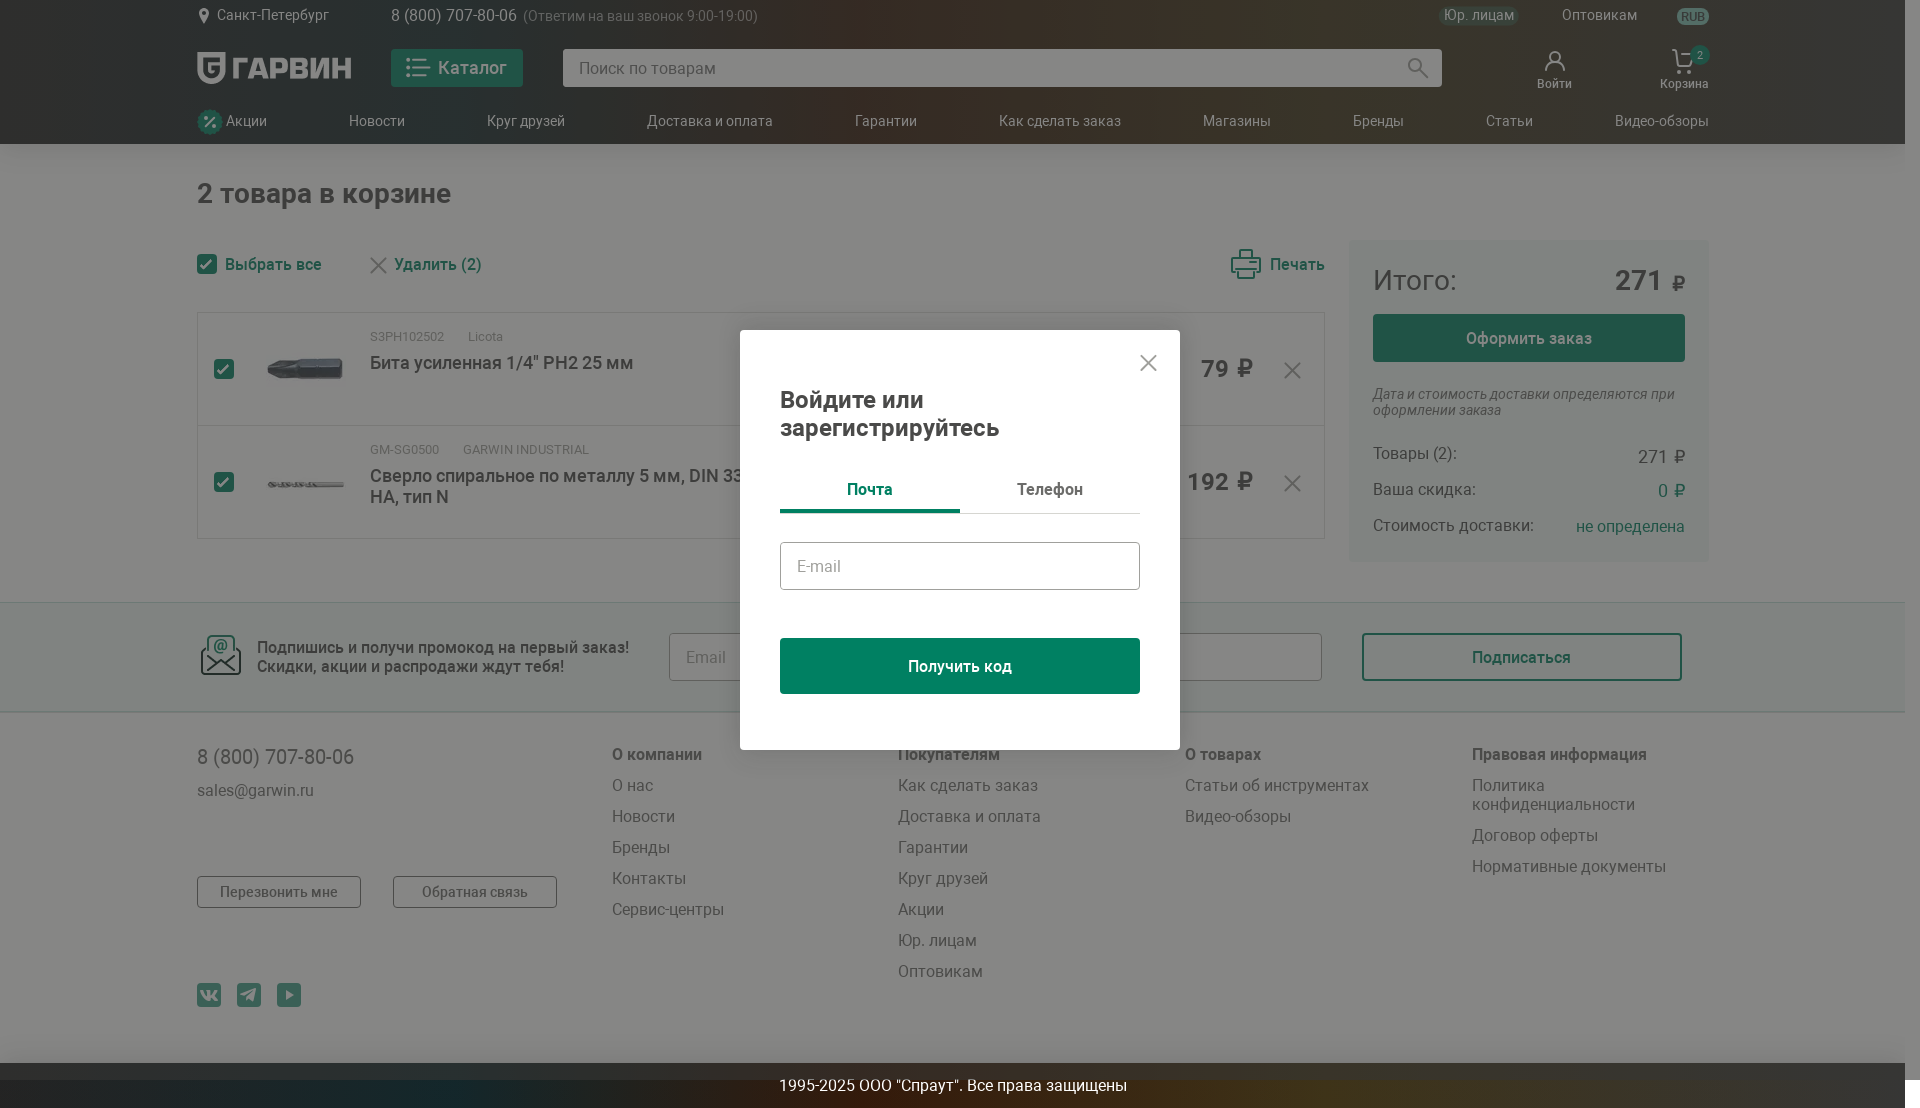 Санкт-Петербург
8 (800) 707-80-06 (Ответим на ваш звонок 9:00-19:00)
Юр. лицам
Оптовикам
RUB
ГАРВИН
Каталог
Поиск по товарам
Войти
2
Корзина
Акции
Новости
Круг друзей
Доставка и оплата
Гарантии
Как сделать заказ
Магазины
Бренды
Статьи
Видео-обзоры
2 товара в корзине
Выбрать все
Удалить (2)
Печать
S3PH102502 Licota
Бита усиленная 1/4" PH2 25 мм
79 ₽
GM-SG0500 GARWIN INDUSTRIAL
Сверло спиральное по металлу 5 мм, DIN 33
HA, тип N
192 ₽
Итого: 271 ₽
Оформить заказ
Дата и стоимость доставки определяются при
оформлении заказа
Товары (2): 271 ₽
Ваша скидка: 0 ₽
Стоимость доставки: не определена
Войдите или
зарегистрируйтесь
Почта
Телефон
E-mail
Получить код
Подпишись и получи промокод на первый заказ!
Скидки, акции и распродажи ждут тебя!
Email
Подписаться
8 (800) 707-80-06
sales@garwin.ru
Перезвонить мне
Обратная связь
О компании
О нас
Новости
Бренды
Контакты
Сервис-центры
Покупателям
Как сделать заказ
Доставка и оплата
Гарантии
Круг друзей
Акции
Юр. лицам
Оптовикам
О товарах
Статьи об инструментах
Видео-обзоры
Правовая информация
Политика
конфиденциальности
Договор оферты
Нормативные документы
1995-2025 ООО "Спраут". Все права защищены